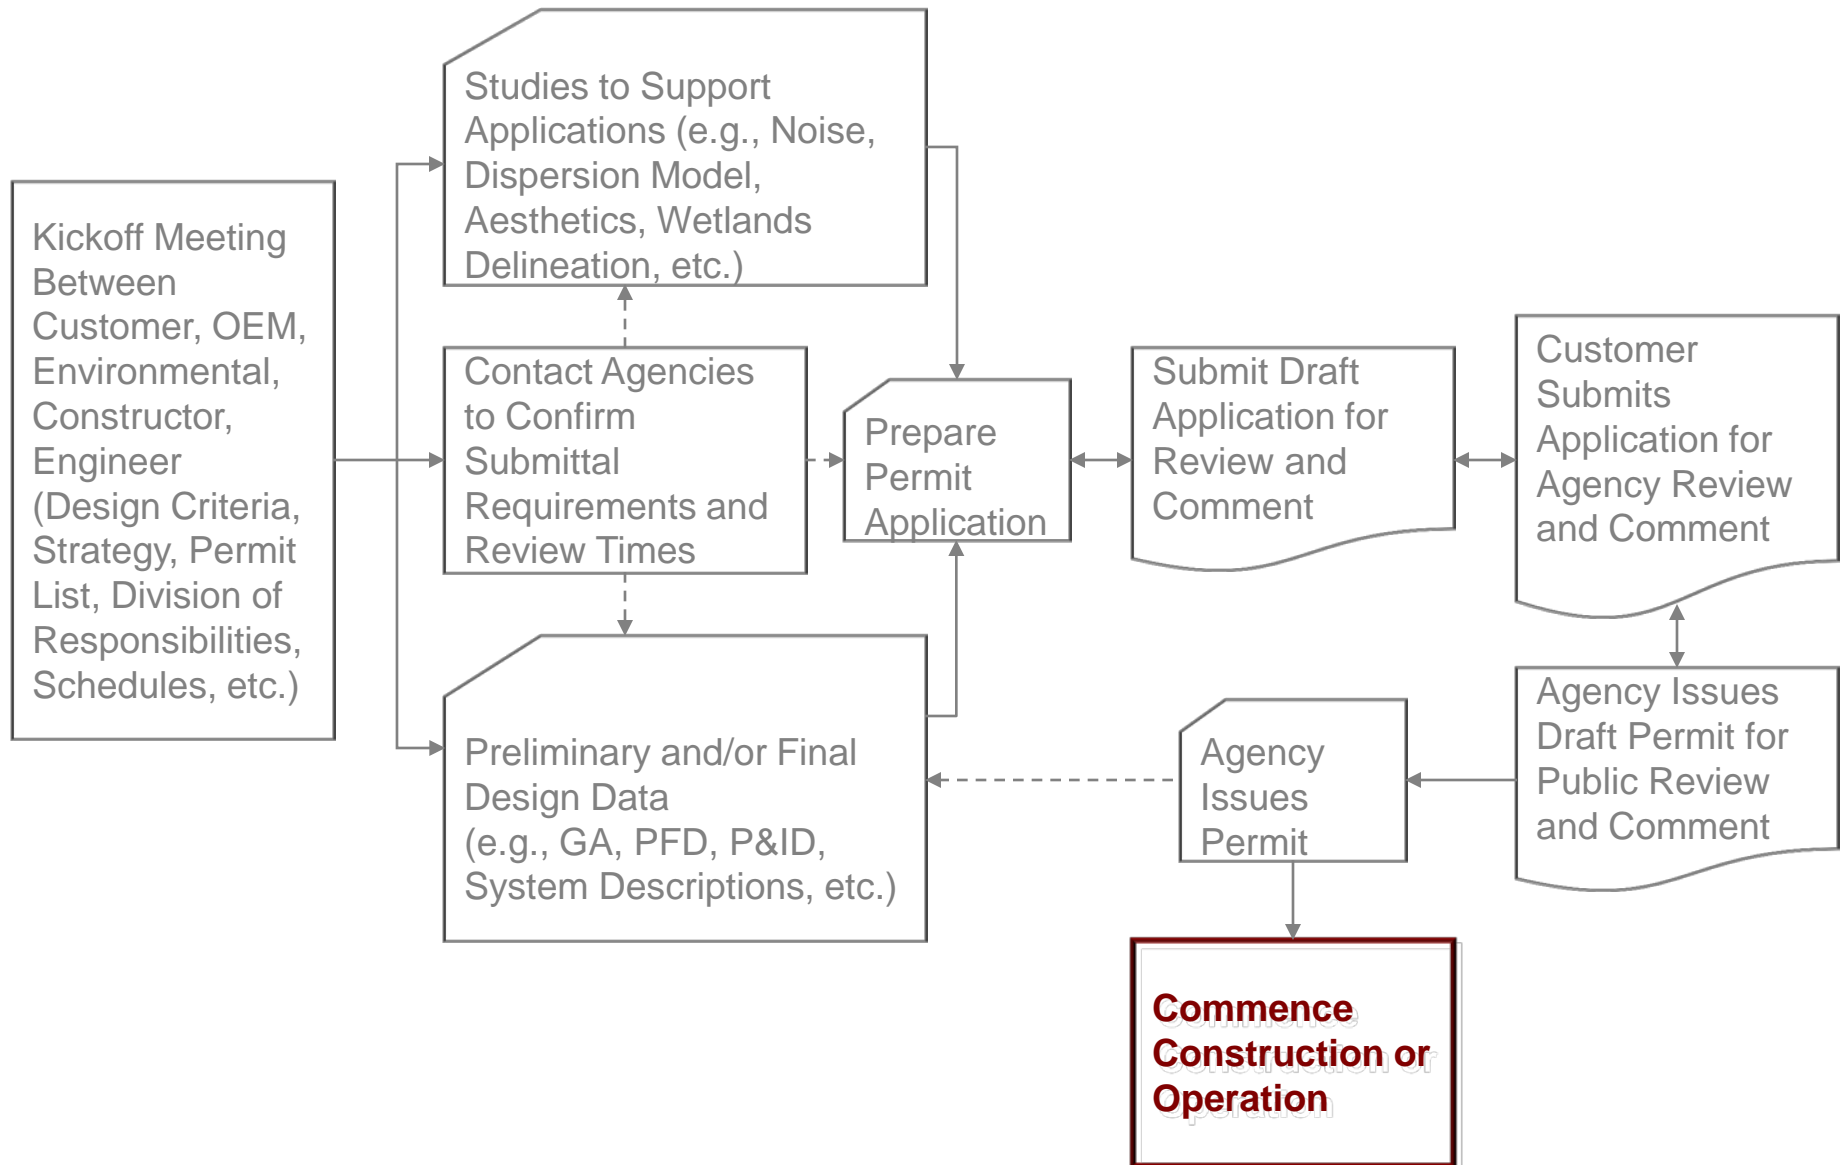 Kickoff Meeting
Between
Customer, OEM,
Environmental,
Constructor,
Engineer
(Design Criteria,
Strategy, Permit
List, Division of
Responsibilities,
Schedules, etc.)
Studies to Support
Applications (e.g., Noise,
Dispersion Model,
Aesthetics, Wetlands
Delineation, etc.)
Contact Agencies
to Confirm
Submittal
Requirements and
Review Times
Preliminary and/or Final
Design Data
(e.g., GA, PFD, P&ID,
System Descriptions, etc.)
Prepare
Permit
Application
Submit Draft
Application for
Review and
Comment
Customer
Submits
Application for
Agency Review
and Comment
Agency Issues
Draft Permit for
Public Review
and Comment
Agency
Issues
Permit
Commence
Construction or
Operation